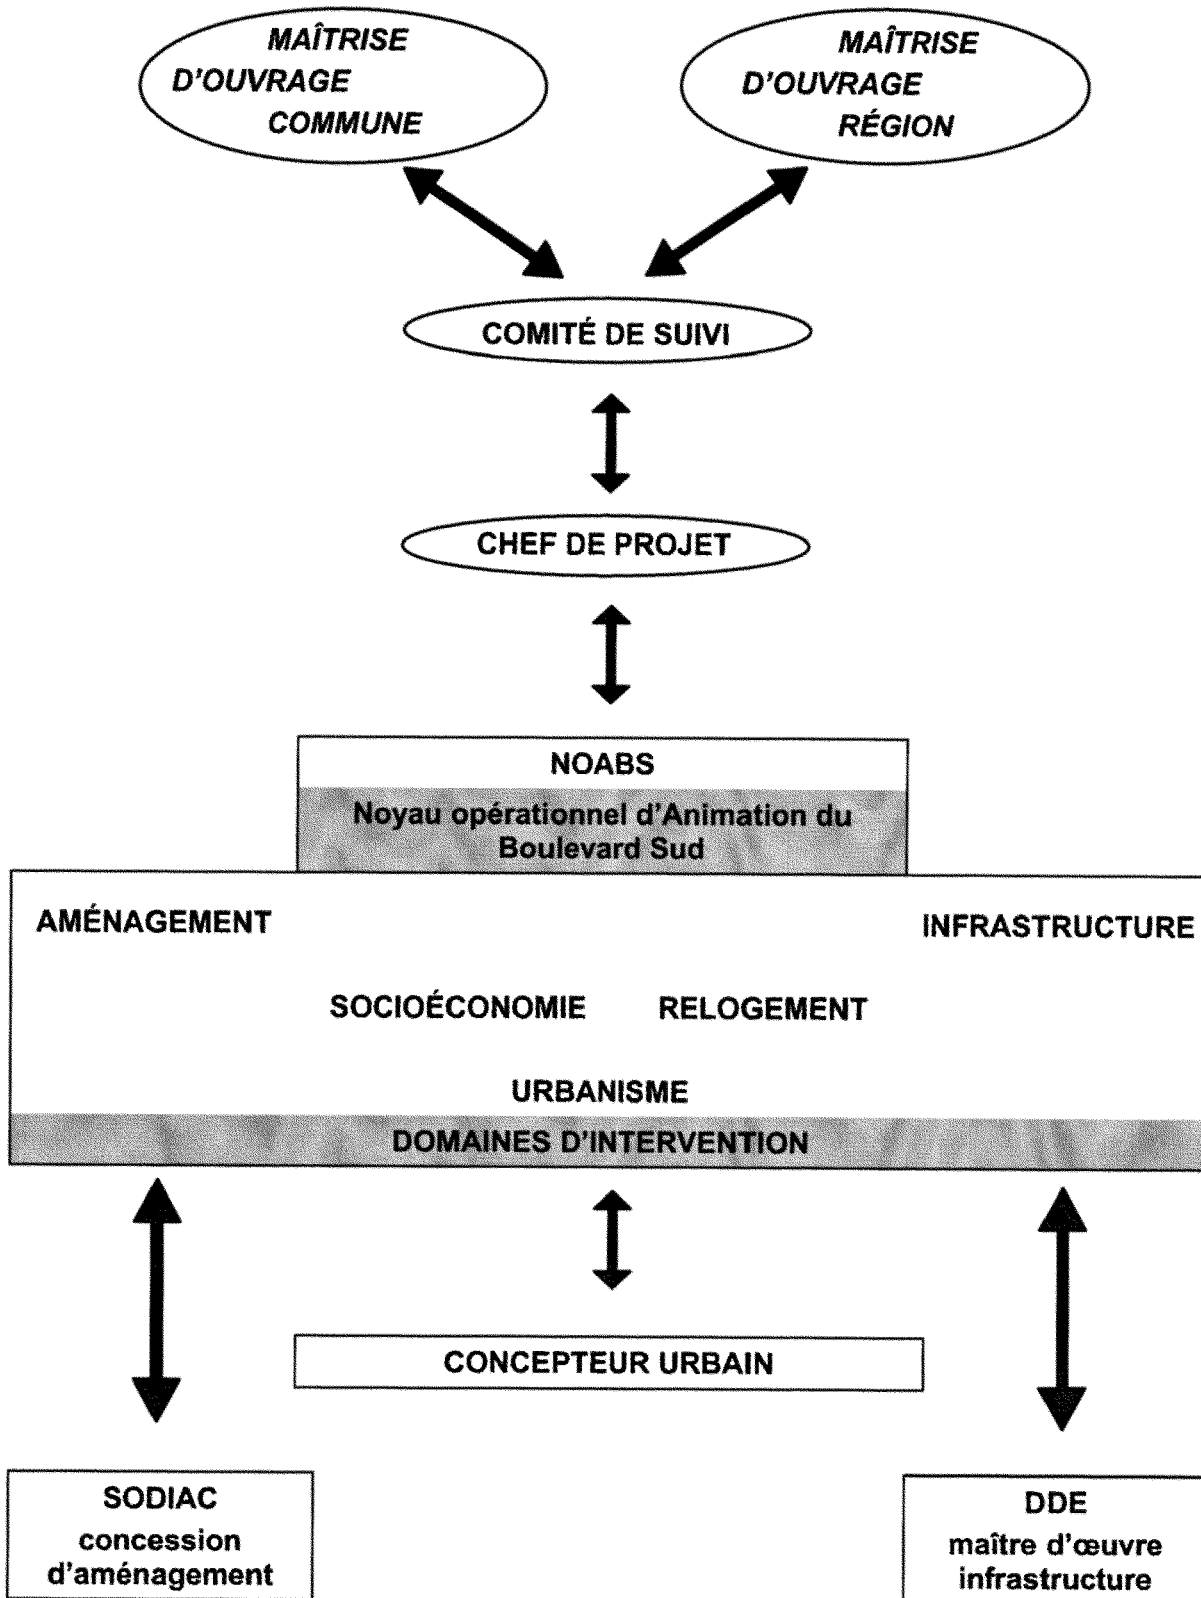 MAÎTRISE
D'OUVRAGE
COMMUNE
MAÎTRISE
D'OUVRAGE
RÉGION
COMITÉ DE SUIVI
CHEF DE PROJET
NOABS
Noyau opérationnel d'Animation du
Boulevard Sud
AMÉNAGEMENT
INFRASTRUCTURE
SOCIOÉCONOMIE RELOGEMENT
URBANISME
DOMAINES D'INTERVENTION
CONCEPTEUR URBAIN
SODIAC
concession
d'aménagement
DDE
maître d'œuvre
infrastructure